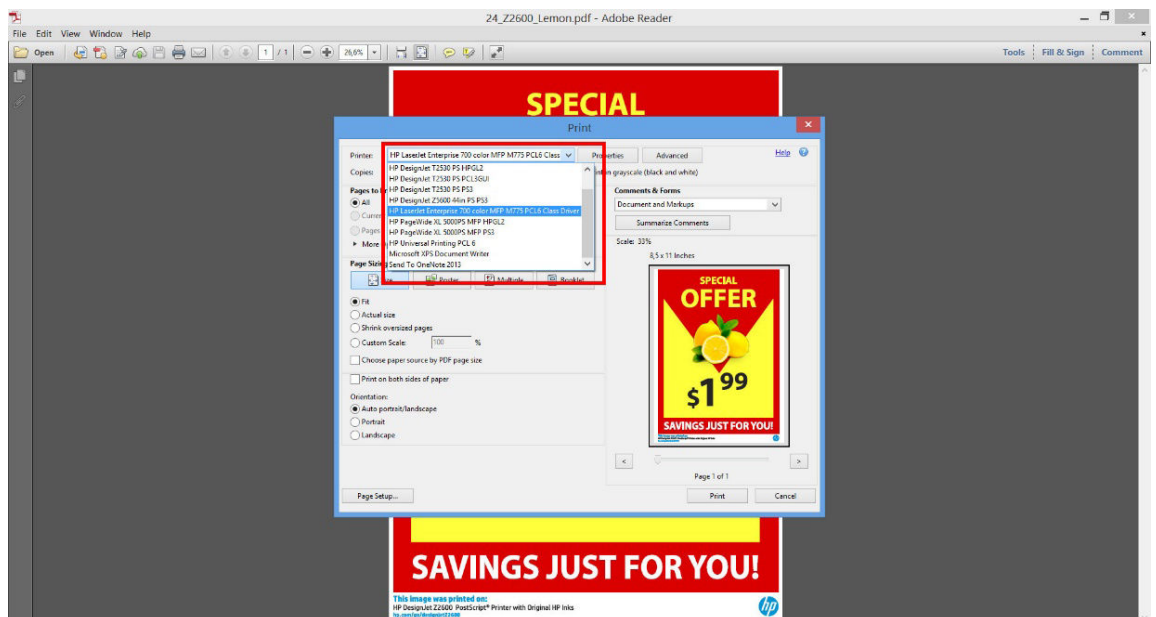 24_Z2600_Lemon.pdf - Adobe Reader
File Edit View Window Help
Open 1 / 1 26,6% Tools Fill & Sign Comment
SPECIAL
Print
Printer: HP LaserJet Enterprise 700 color MFP M775 PCL6 Class Properties Advanced Help
Copies: grayscale (black and white)
HP DesignJet T2530 PS HPGL2
HP DesignJet T2530 PS PCL3GUI
HP DesignJet T2530 PS PS3
HP DesignJet Z5600 44in PS PS3
HP LaserJet Enterprise 700 color MFP M775 PCL6 Class Driver
HP PageWide XL 5000PS MFP HPGL2
HP PageWide XL 5000PS MFP PS3
HP Universal Printing PCL 6
Microsoft XPS Document Writer
Send To OneNote 2013
Pages to
All
Pages
More
Page Sizing
Poster Multiple Booklet
Fit
Actual size
Shrink oversized pages
Custom Scale: 100 %
Choose paper source by PDF page size
Print on both sides of paper
Orientation:
Auto portrait/landscape
Portrait
Landscape
Comments & Forms
Document and Markups
Summarize Comments
Scale: 33%
8,5 x 11 Inches
SPECIAL
OFFER
$1 99
SAVINGS JUST FOR YOU!
< >
Page 1 of 1
Page Setup... Print Cancel
SAVINGS JUST FOR YOU!
This image was printed on:
HP DesignJet Z2600 PostScript® Printer with Original HP Inks
hp